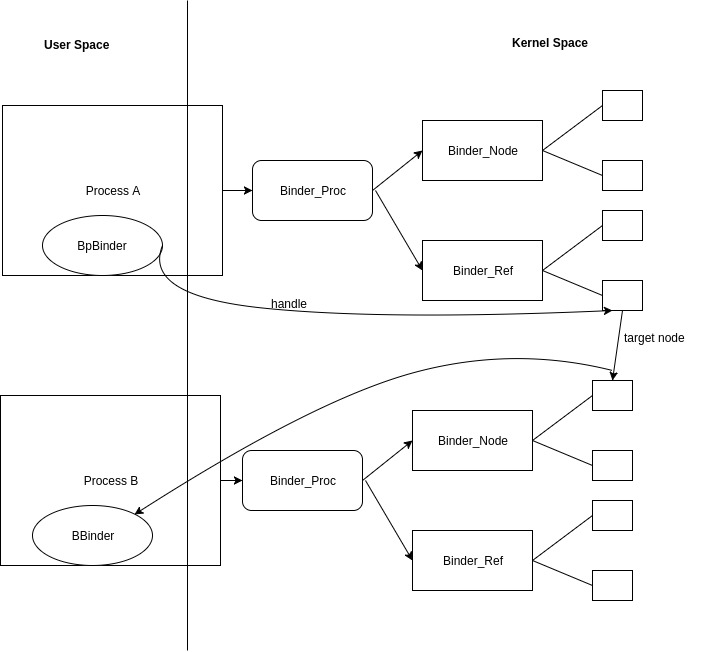 User Space
Kernel Space
Process A
BpBinder
Binder_Proc
Binder_Node
Binder_Ref
handle
target node
Process B
BBinder
Binder_Proc
Binder_Node
Binder_Ref